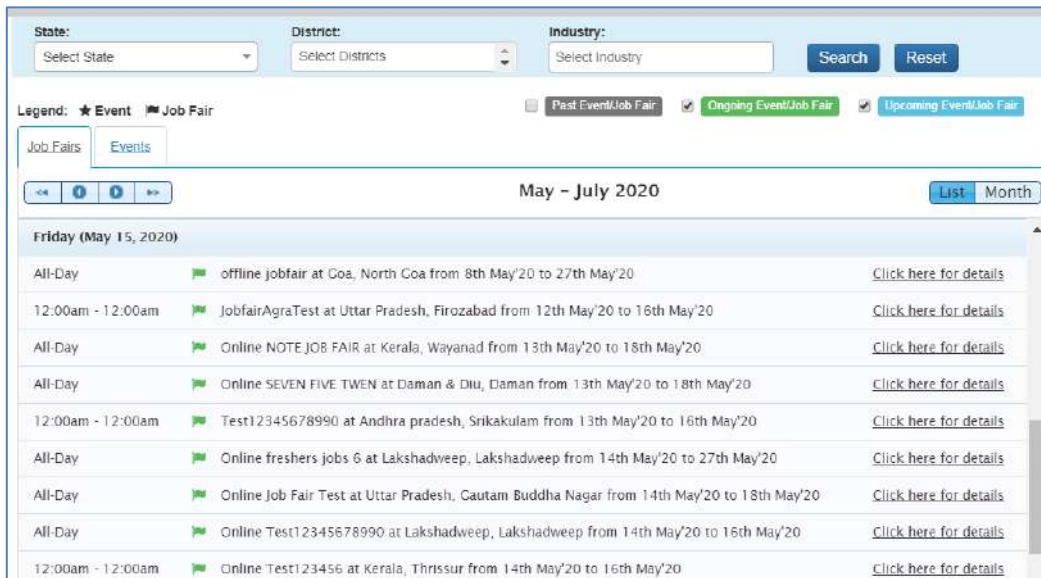 State: District: Industry:
Select State Select Districts Select Industry Search Reset
Legend: ★ Event Job Fair Past Event/Job Fair Ongoing Event/Job Fair Upcoming Event/Job Fair
Job Fairs Events
May - July 2020 List Month
Friday (May 15, 2020)
All-Day offline jobfair at Goa, North Goa from 8th May'20 to 27th May'20 Click here for details
12:00am - 12:00am JobfairAgraTest at Uttar Pradesh, Firozabad from 12th May'20 to 16th May'20 Click here for details
All-Day Online NOTE JOB FAIR at Kerala, Wayanad from 13th May'20 to 18th May'20 Click here for details
All-Day Online SEVEN FIVE TWEN at Daman & Diu, Daman from 13th May'20 to 18th May'20 Click here for details
12:00am - 12:00am Test12345678990 at Andhra pradesh, Srikakulam from 13th May'20 to 16th May'20 Click here for details
All-Day Online freshers jobs 6 at Lakshadweep, Lakshadweep from 14th May'20 to 27th May'20 Click here for details
All-Day Online Job Fair Test at Uttar Pradesh, Gautam Buddha Nagar from 14th May'20 to 18th May'20 Click here for details
All-Day Online Test12345678990 at Lakshadweep, Lakshadweep from 14th May'20 to 16th May'20 Click here for details
12:00am - 12:00am Online Test123456 at Kerala, Thrissur from 14th May'20 to 16th May'20 Click here for details